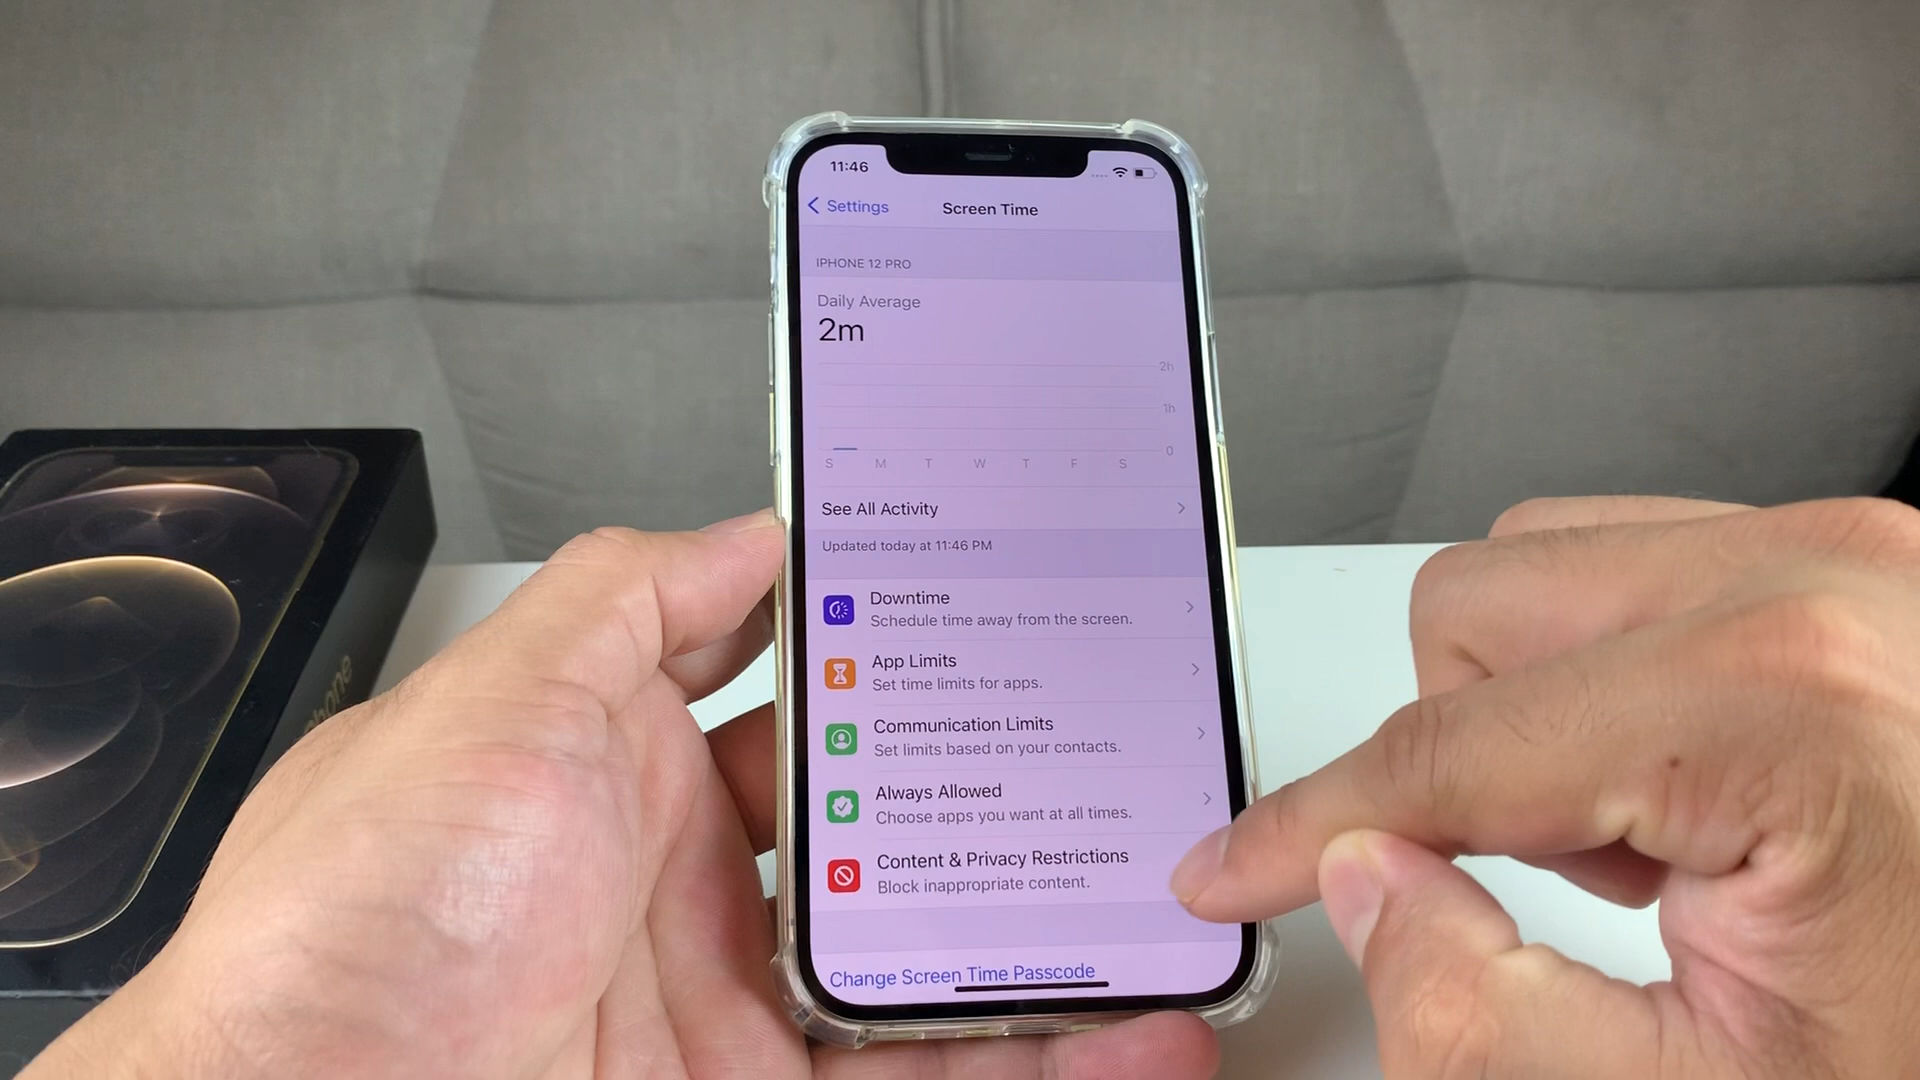 11:46
Settings
Screen Time
IPHONE 12 PRO
Daily Average
2m
2h
1h
0
S M T W T F S
See All Activity
Updated today at 11:46 PM
Downtime
Schedule time away from the screen.
App Limits
Set time limits for apps.
Communication Limits
Set limits based on your contacts.
Always Allowed
Choose apps you want at all times.
Content & Privacy Restrictions
Block inappropriate content.
Change Screen Time Passcode